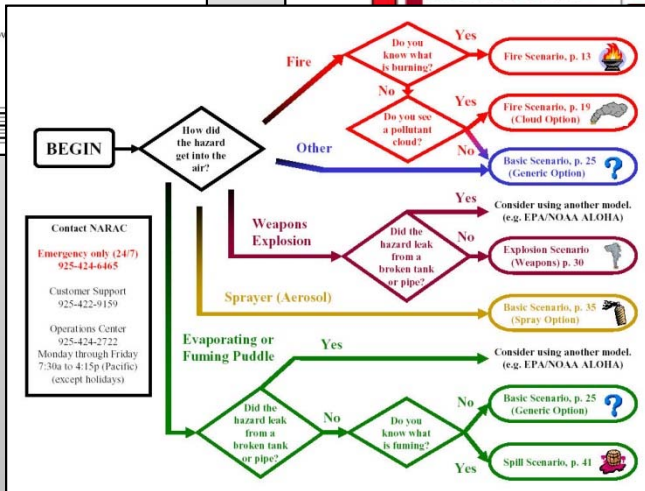 Fire
Do you
know what
is burning?
Yes
Fire Scenario, p. 13
No
Do you see
a pollutant
cloud?
Yes
Fire Scenario, p. 19
(Cloud Option)
No
BEGIN
How did
the hazard
get into the
air?
Other
Basic Scenario, p. 25
(Generic Option)
?
Weapons
Explosion
Did the
hazard leak
from a
broken tank
or pipe?
Yes
Consider using another model.
(e.g. EPA/NOAA ALOHA)
No
Explosion Scenario
(Weapons) p. 30
Sprayer (Aerosol)
Basic Scenario, p. 35
(Spray Option)
Evaporating or
Fuming Puddle
Yes
Consider using another model.
(e.g. EPA/NOAA ALOHA)
Did the
hazard leak
from a
broken tank
or pipe?
No
Do you
know what
is fuming?
No
Basic Scenario, p. 25
(Generic Option)
?
Yes
Spill Scenario, p. 41
Contact NARAC
Emergency only (24/7)
925-424-6465
Customer Support
925-422-9159
Operations Center
925-424-2722
Monday through Friday
7:30a to 4:15p (Pacific)
(except holidays)